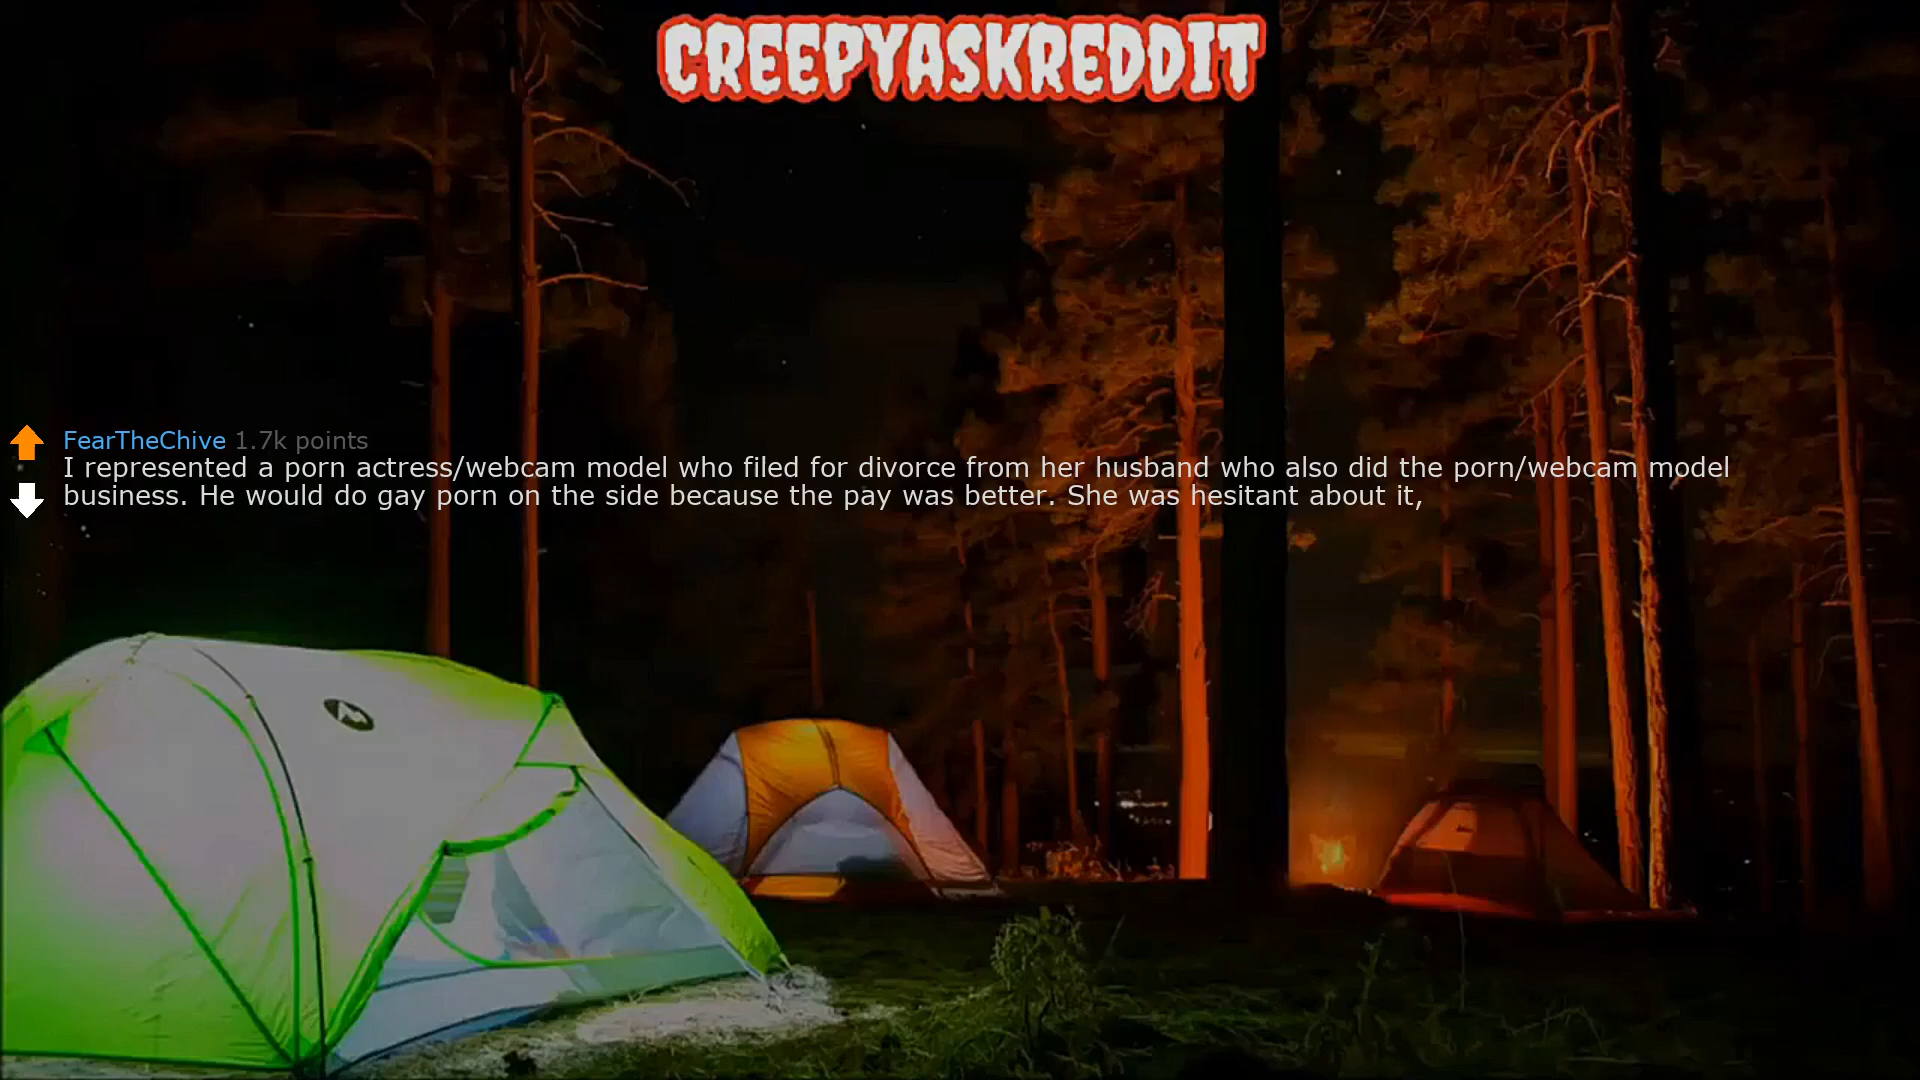 CREEPYASKREDDIT
FearTheChive 1.7k points
I represented a porn actress/webcam model who filed for divorce from her husband who also did the porn/webcam model
business. He would do gay porn on the side because the pay was better. She was hesitant about it,